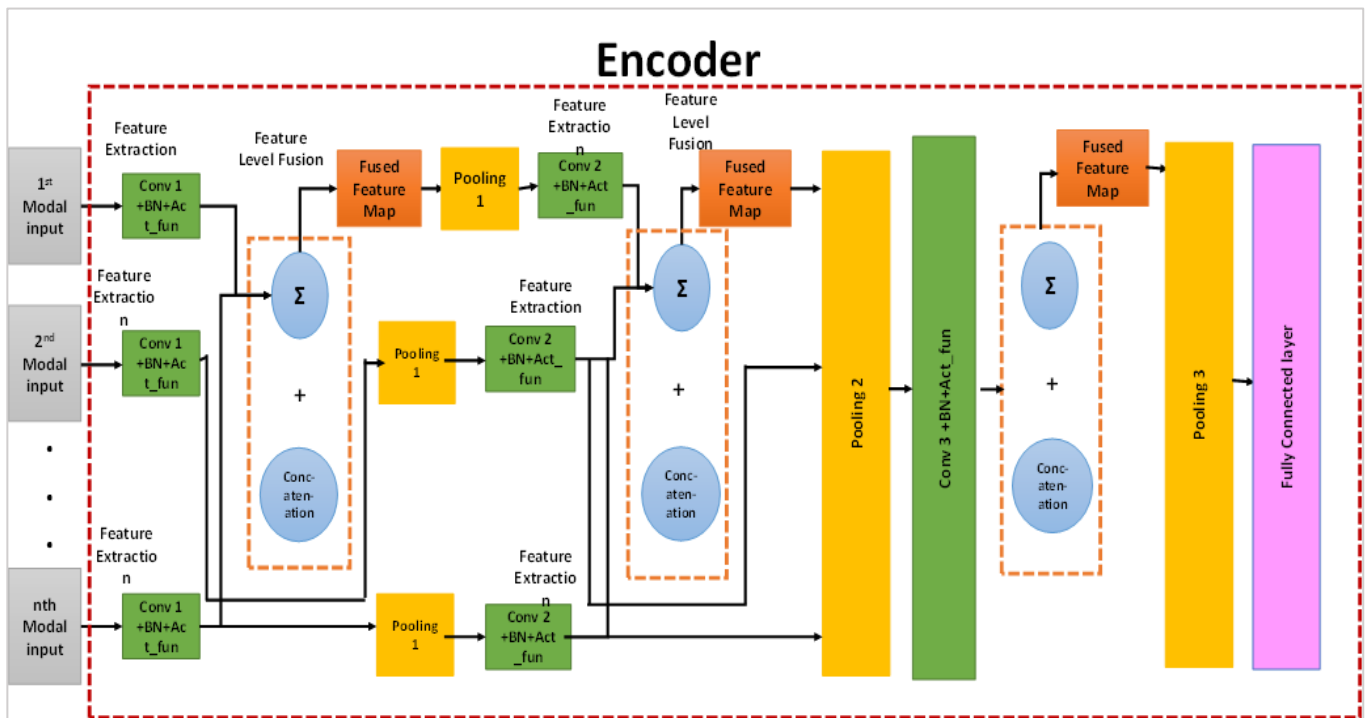 Encoder
Feature
Extraction
Feature
Level Fusion
Feature
Extractio
n
Feature
Level
Fusion
1st
Modal
input
Conv 1
+BN+Ac
t_fun
Fused
Feature
Map
Pooling
1
Conv 2
+BN+Act
_fun
Fused
Feature
Map
Fused
Feature
Map
Σ
+
Conc-
aten-
ation
Feature
Extractio
n
2nd
Modal
input
Conv 1
+BN+Ac
t_fun
Pooling
1
Feature
Extraction
Conv 2
+BN+Act_
fun
Σ
+
Conc-
aten-
ation
Pooling 2
Conv 3 +BN+Act_fun
Σ
+
Conc-
aten-
ation
Pooling 3
Fully Connected layer
.
.
.
Feature
Extractio
n
nth
Modal
input
Conv 1
+BN+Ac
t_fun
Pooling
1
Feature
Extractio
n
Conv 2
+BN+Act
_fun